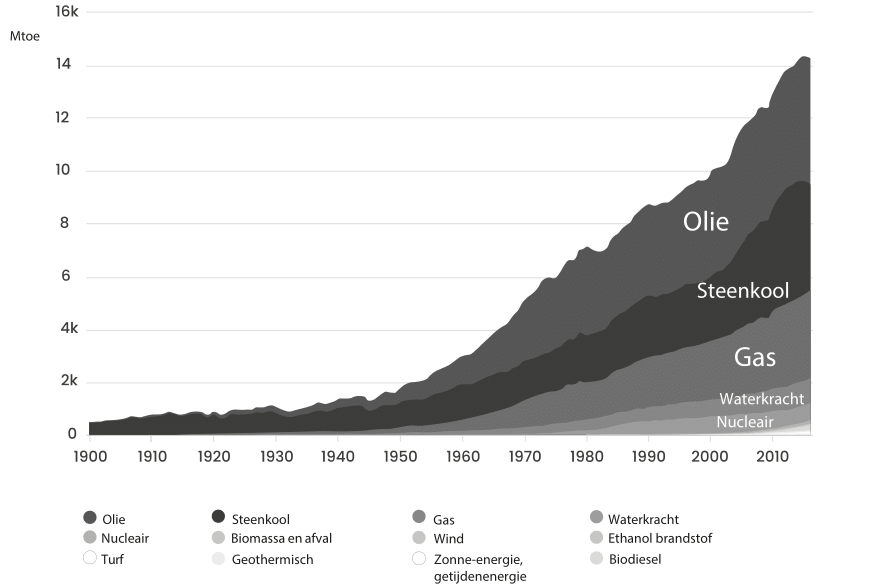 16k
Mtoe
14
12
10
8
6
4k
2k
0
1900 1910 1920 1930 1940 1950 1960 1970 1980 1990 2000 2010
Olie
Steenkool
Gas
Waterkracht
Nucleair
Olie Steenkool Gas Waterkracht
Nucleair Biomassa en afval Wind Ethanol brandstof
Turf Geothermisch Zonne-energie, Biodiesel
getijdenenergie